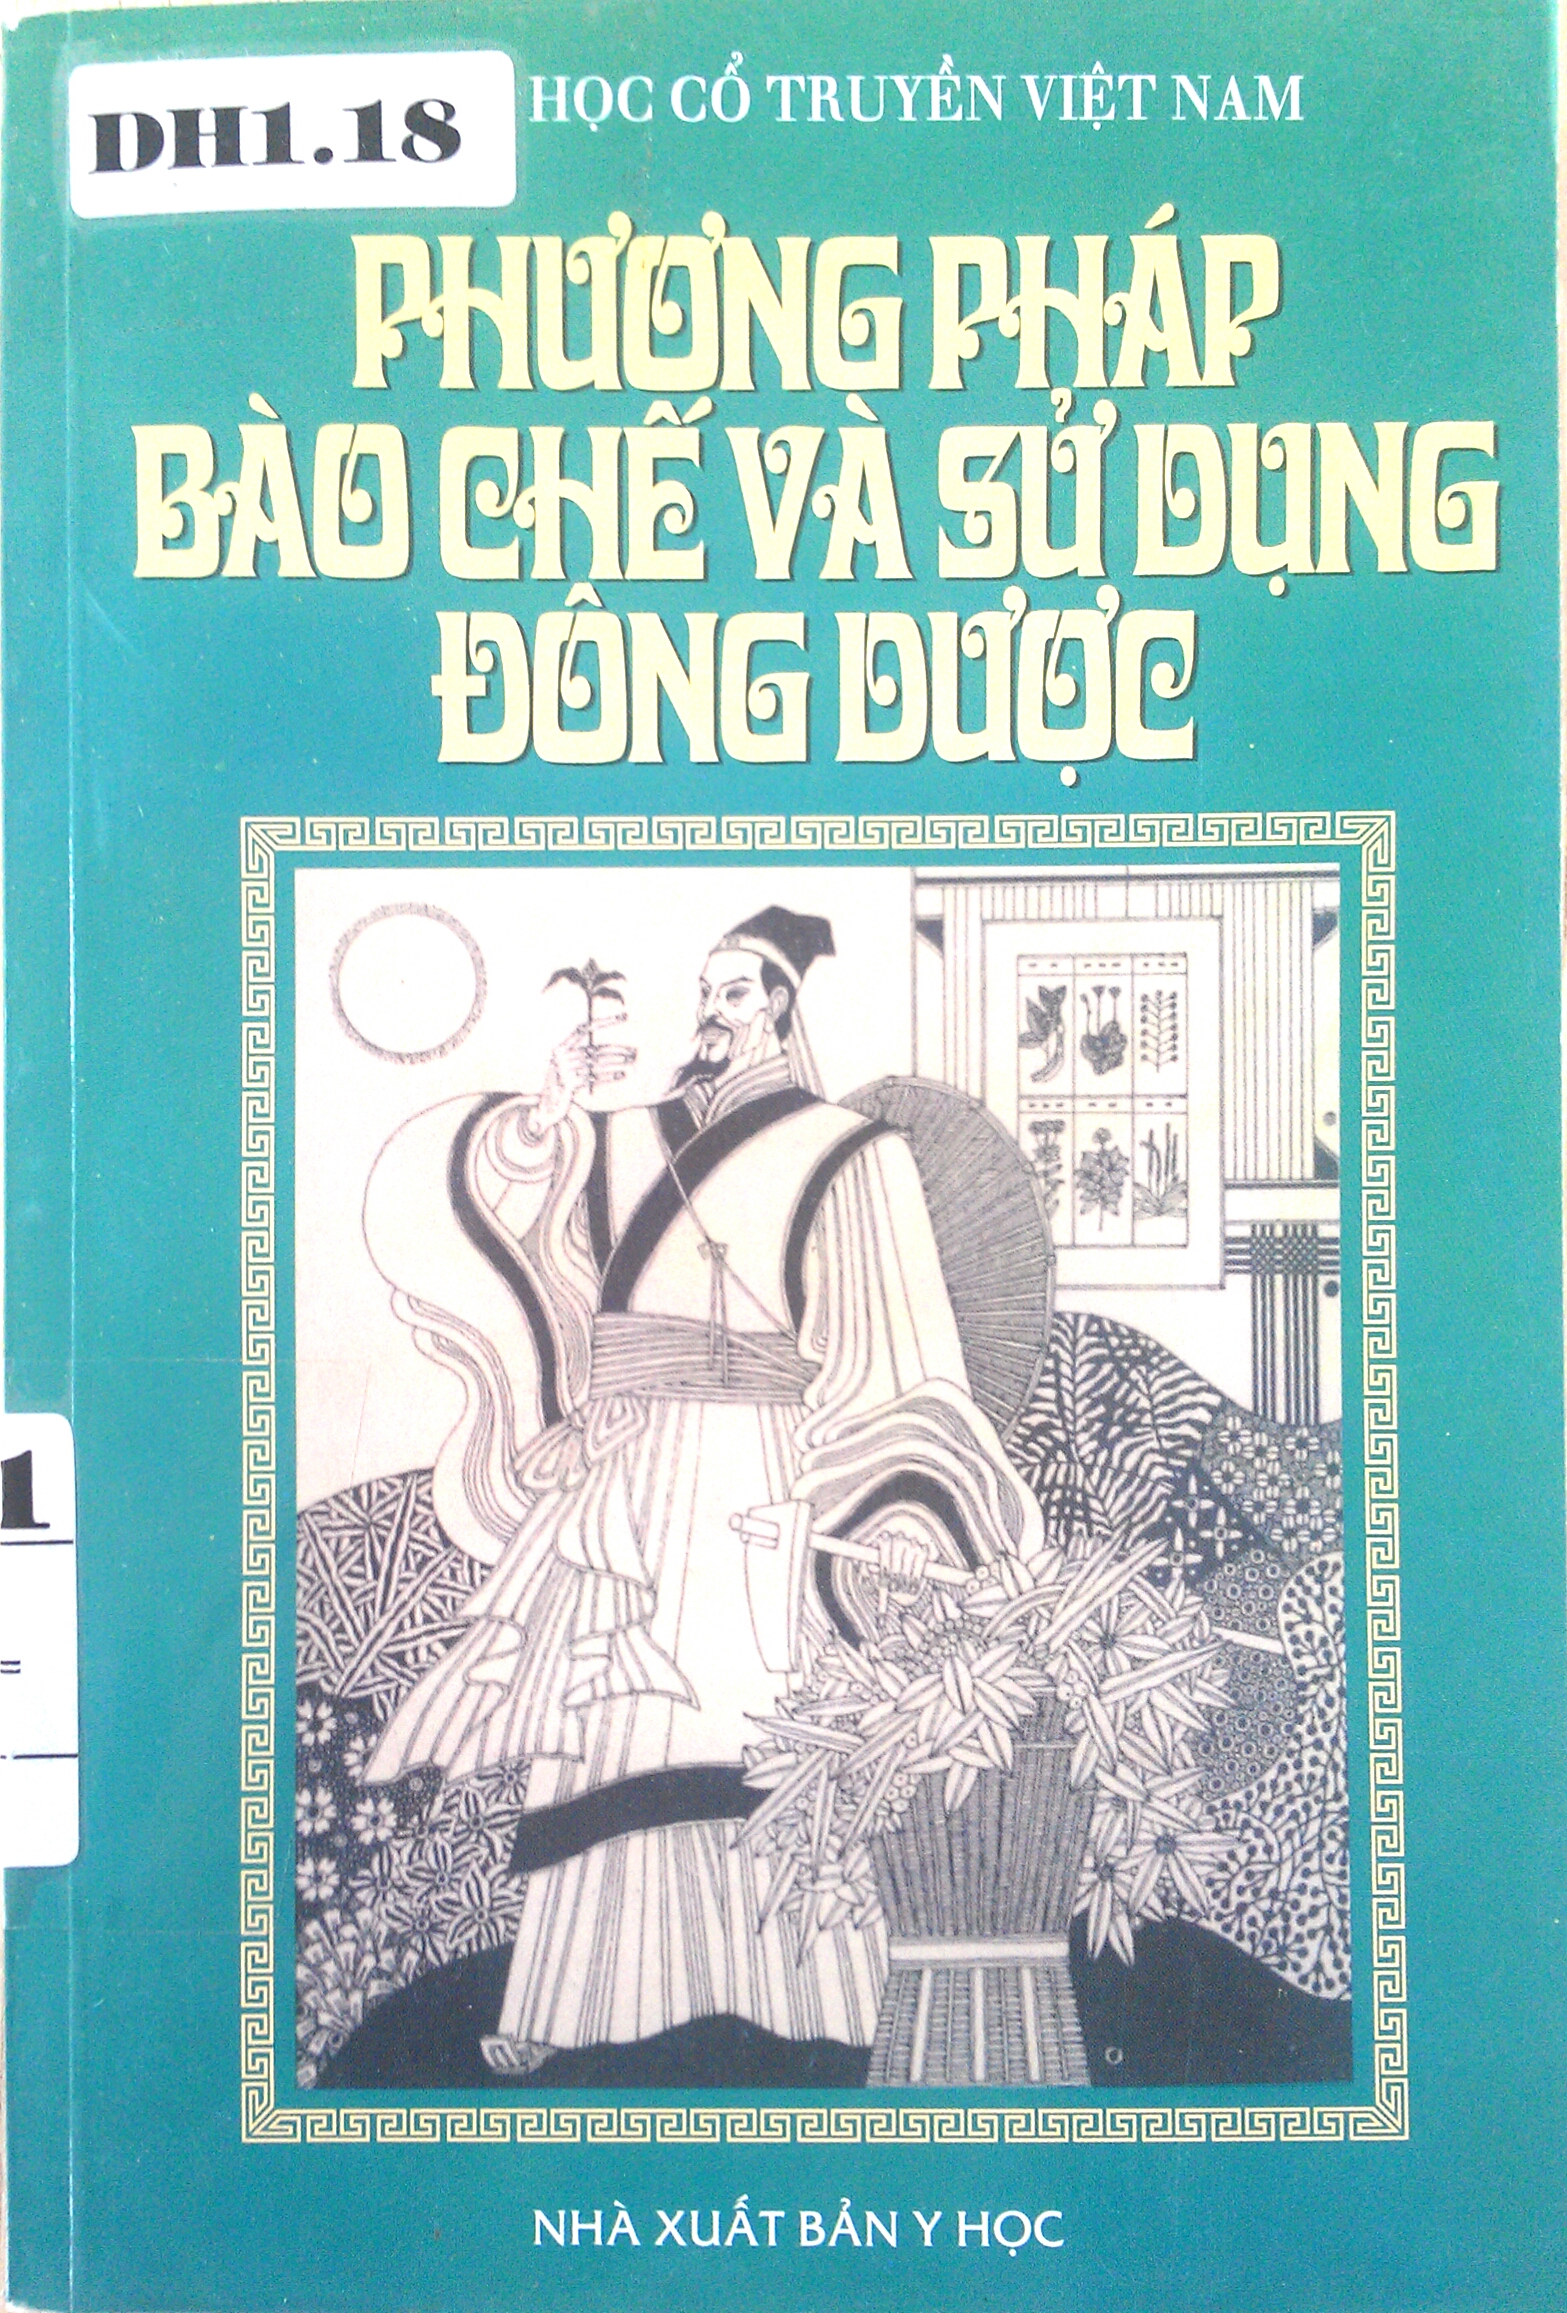 DH1.18
HỌC CỔ TRUYỀN VIỆT NAM
PHƯƠNG PHÁP
BÀO CHẾ VÀ SỬ DỤNG
ĐÔNG DƯỢC
1
NHÀ XUẤT BẢN Y HỌC